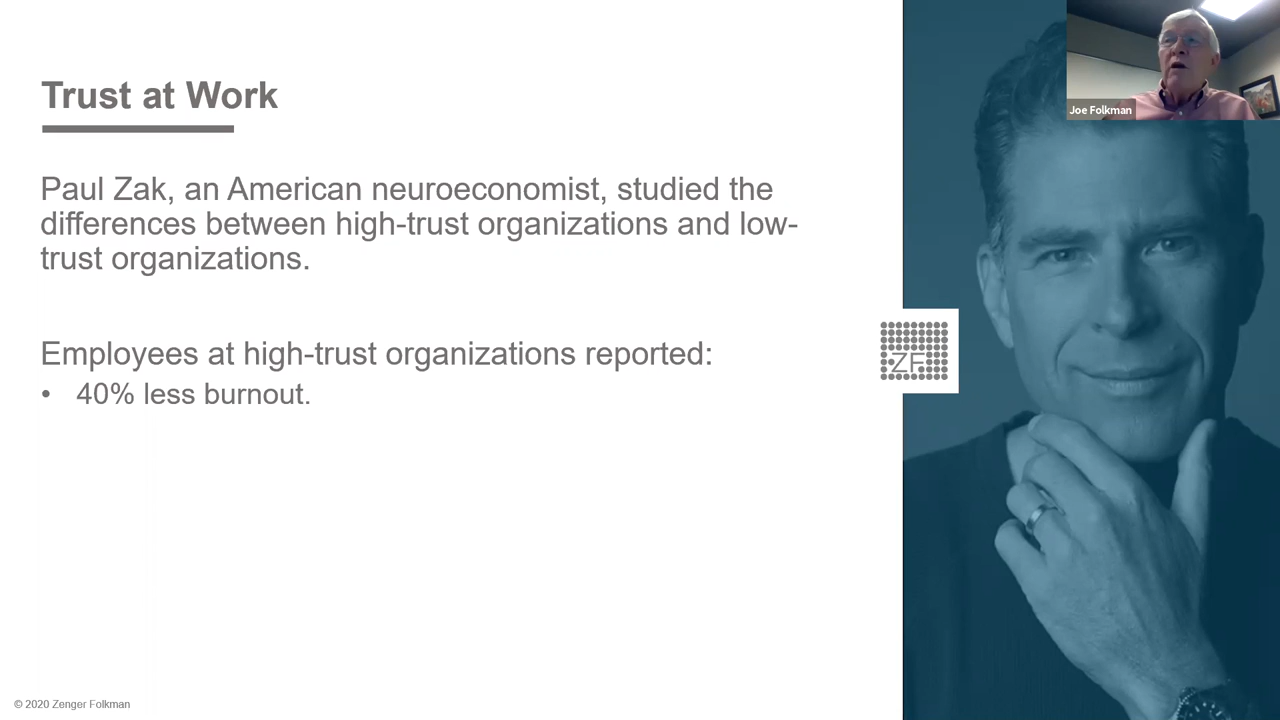 Joe Folkman
Trust at Work
Paul Zak, an American neuroeconomist, studied the
differences between high-trust organizations and low-
trust organizations.
Employees at high-trust organizations reported:
• 40% less burnout.
ZF
© 2020 Zenger Folkman